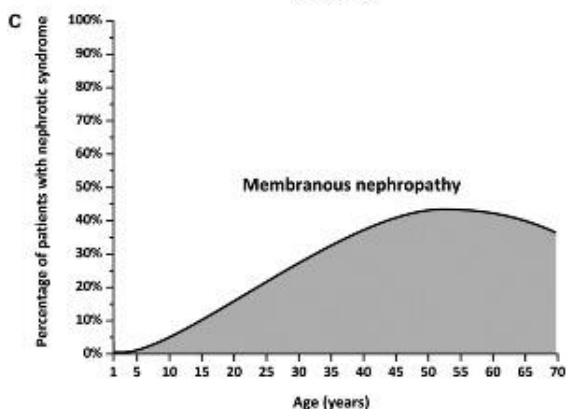 C
Percentage of patients with nephrotic syndrome
100%
90%
80%
70%
60%
50%
40%
30%
20%
10%
0%
Membranous nephropathy
1 5 10 15 20 25 30 35 40 45 50 53 55 60 65 70
Age (years)